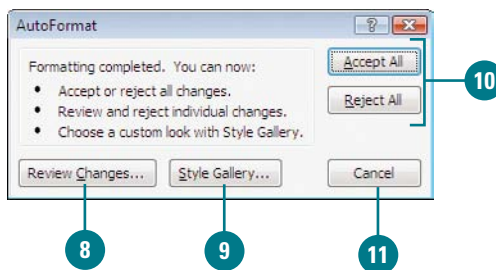 AutoFormat
Formatting completed. You can now:
• Accept or reject all changes.
• Review and reject individual changes.
• Choose a custom look with Style Gallery.
Accept All
Reject All
10
Review Changes...
Style Gallery...
Cancel
8
9
11